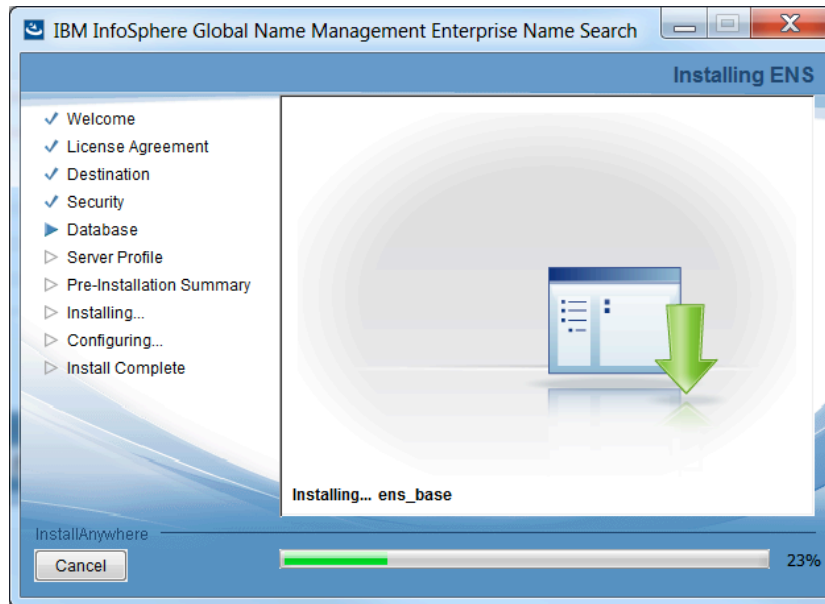 IBM InfoSphere Global Name Management Enterprise Name Search
Installing ENS
Welcome
License Agreement
Destination
Security
Database
Server Profile
Pre-Installation Summary
Installing...
Configuring...
Install Complete
Installing... ens_base
InstallAnywhere
Cancel
23%